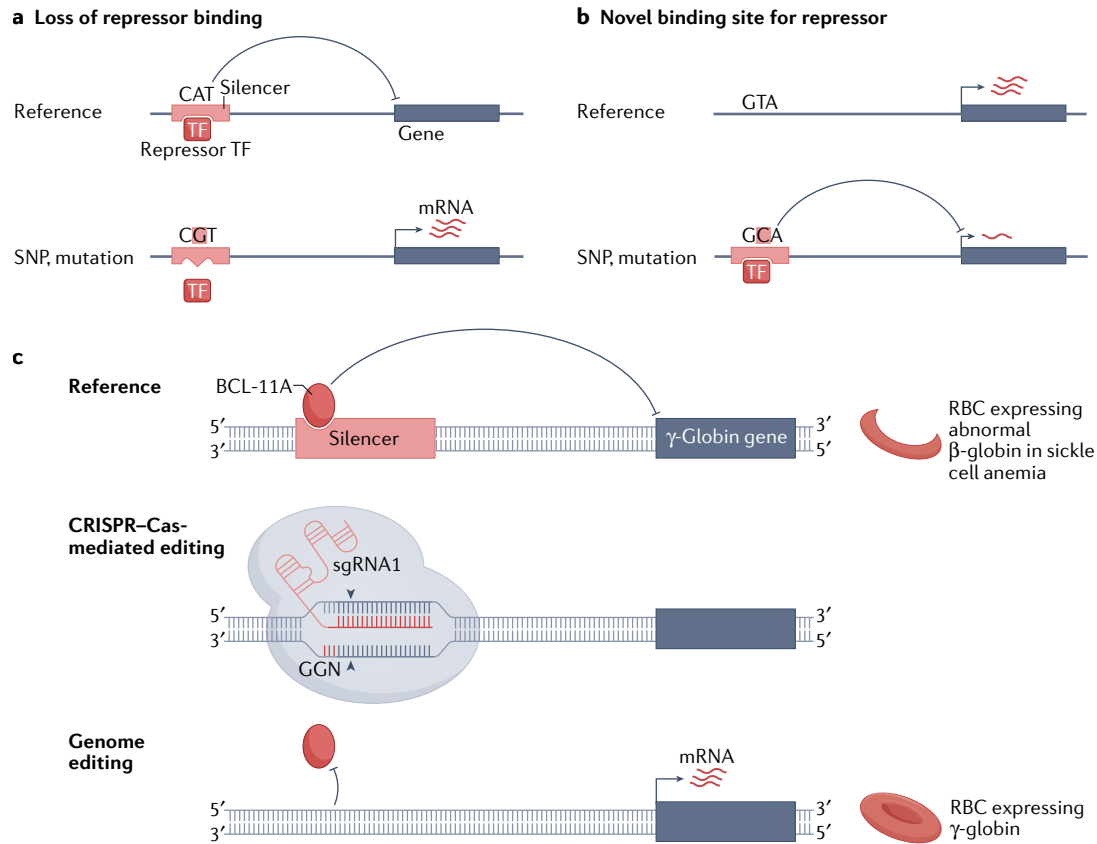 a Loss of repressor binding
CAT
Silencer
Reference
TF
Gene
Repressor TF
mRNA
CGT
SNP, mutation
TF
b Novel binding site for repressor
Reference
GTA
GCA
SNP, mutation
TF
c
Reference
BCL-11A
5′
3′
Silencer
γ-Globin gene
3′
5′
RBC expressing
abnormal
β-globin in sickle
cell anemia
CRISPR–Cas-
mediated editing
sgRNA1
5′
3′
GGN
3′
5′
Genome
editing
mRNA
5′
3′
3′
5′
RBC expressing
γ-globin